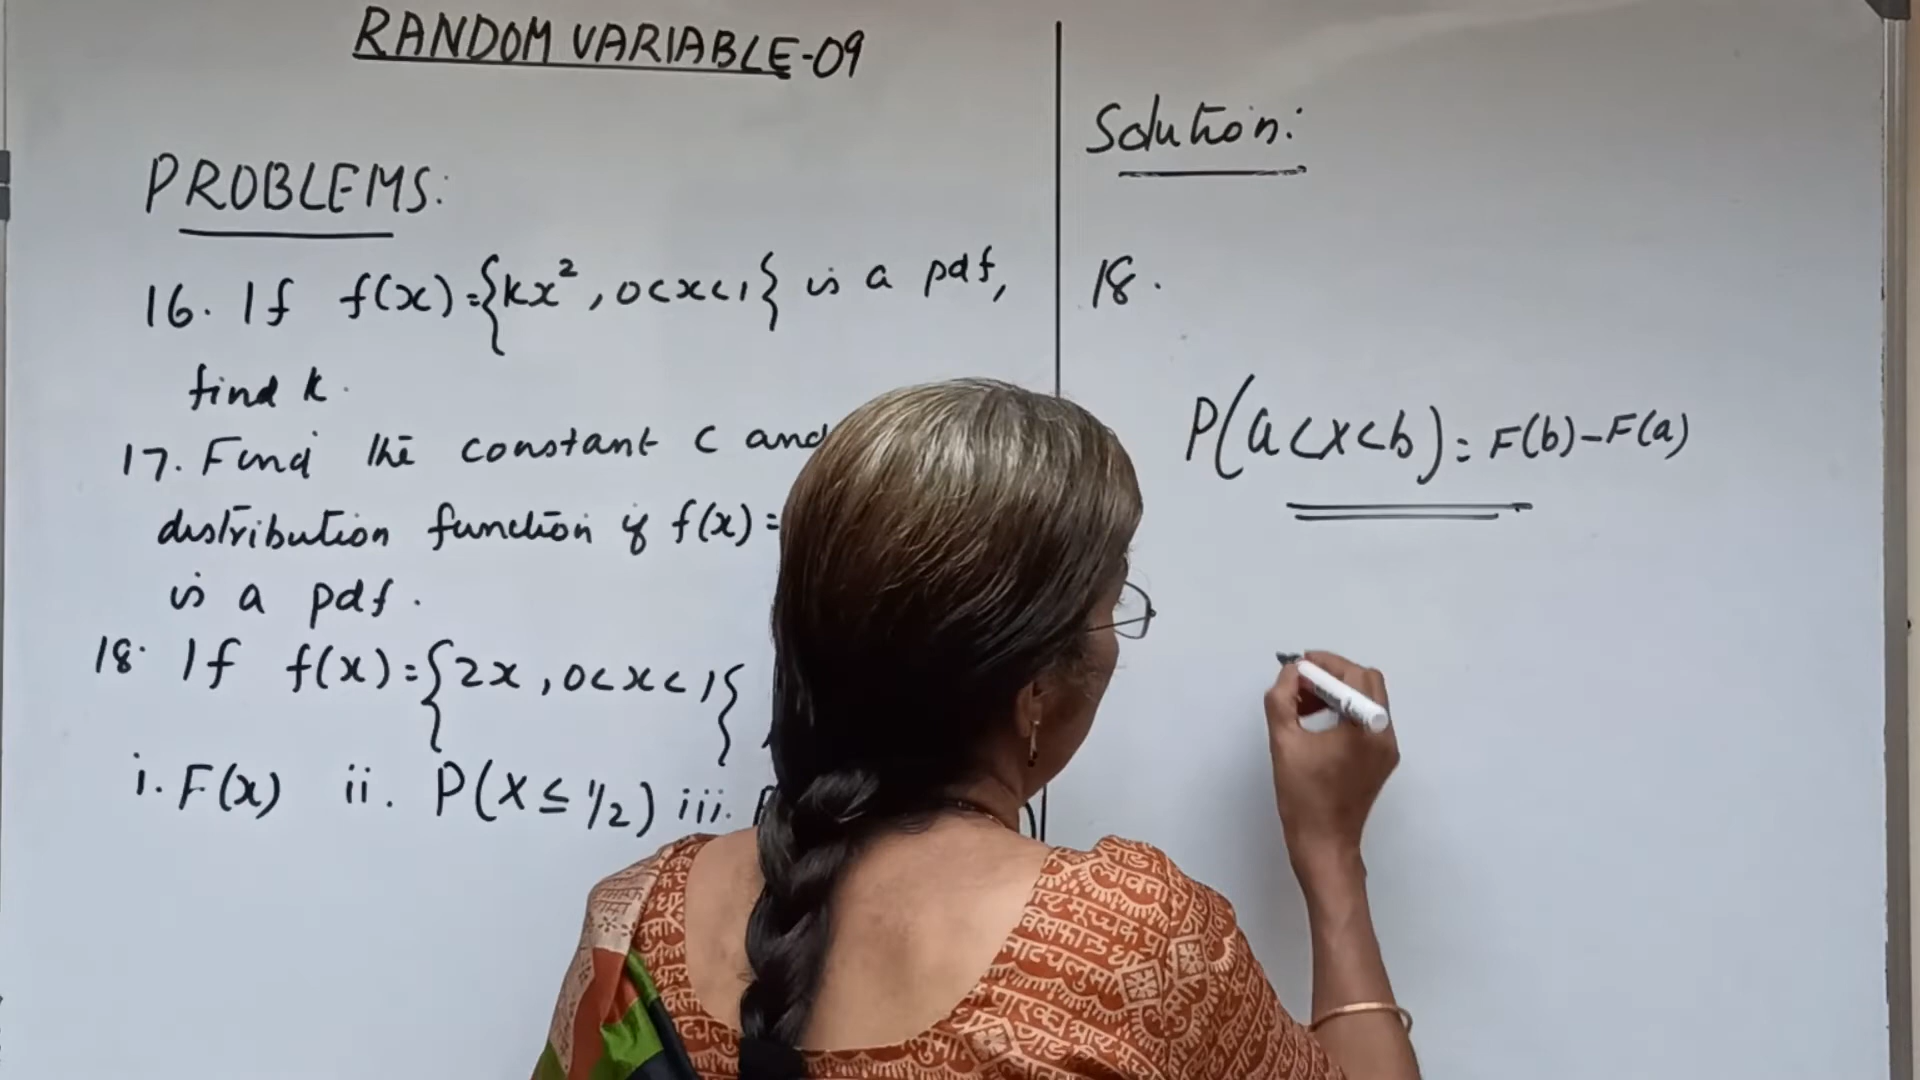 RANDOM VARIABLE-09
PROBLEMS:
16. If f(x)={kx², 0<x<1} is a pdf,
find k.
17. Find the constant C and
distribution function if f(x)=
is a pdf.
18. If f(x)={2x, 0<x<1}
i. F(x) ii. P(X≤1/2) iii.
Solution:
18.
P(a<X<b)=F(b)-F(a)